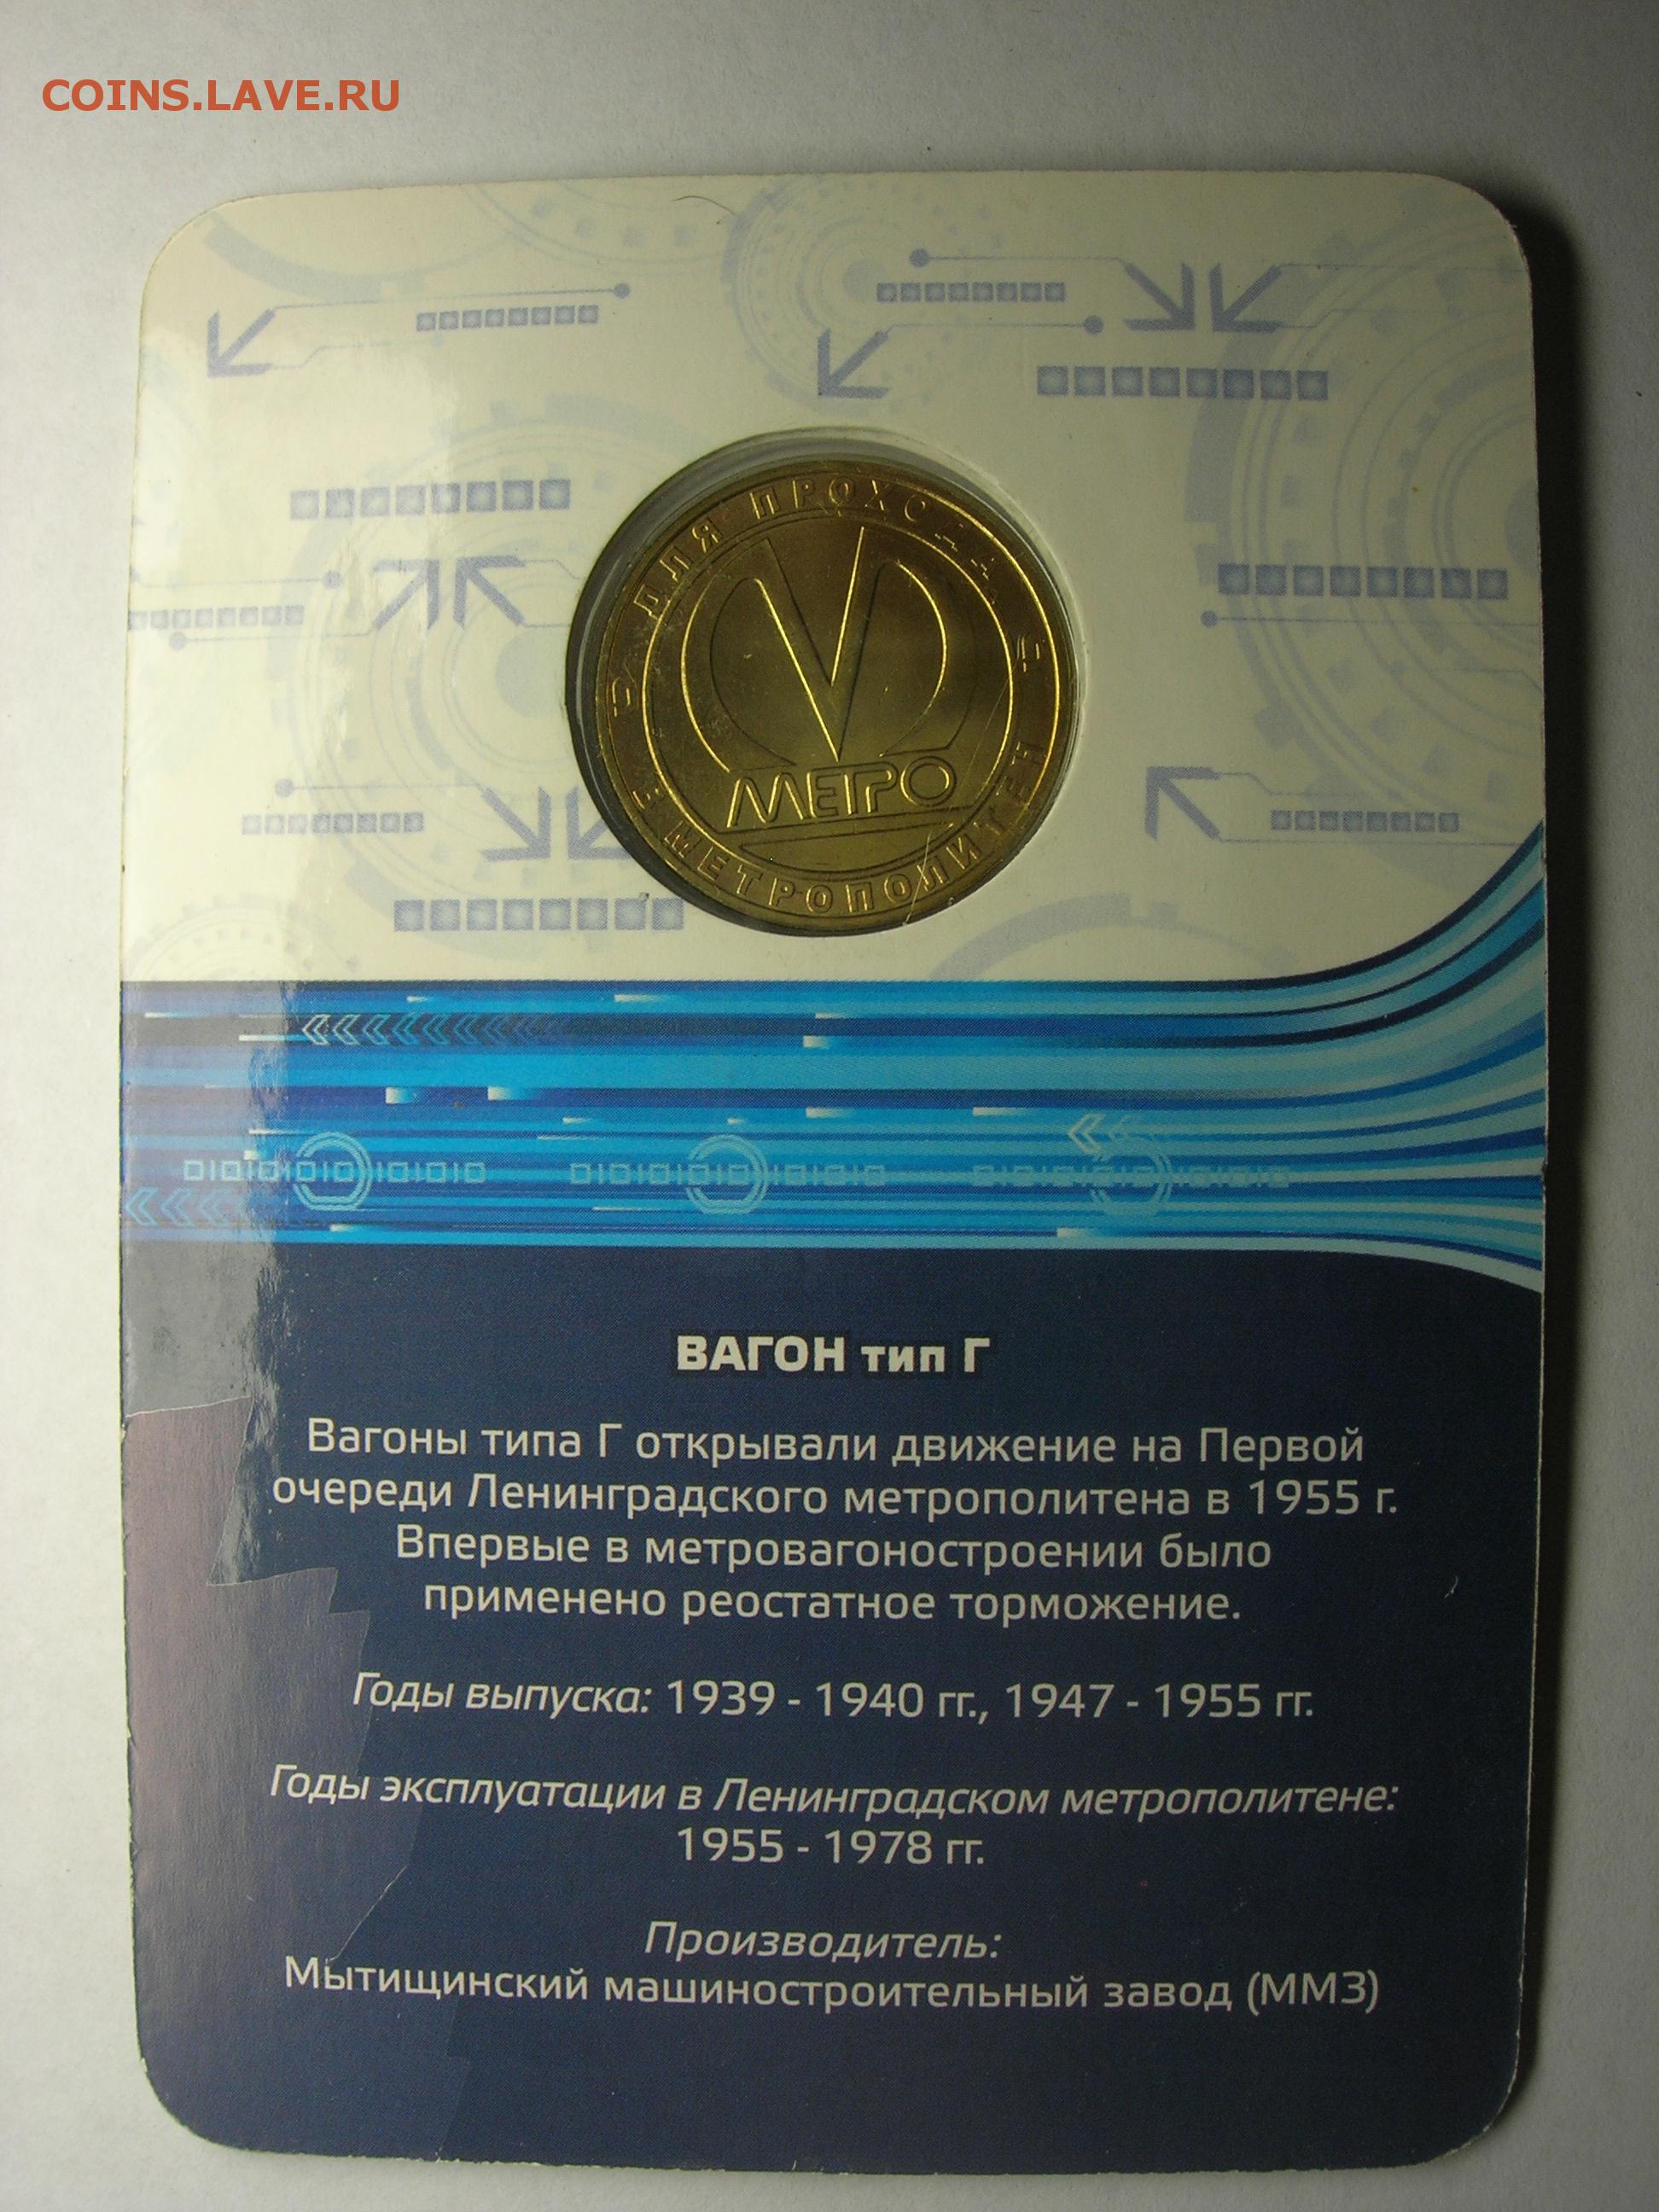 COINS.LAVE.RU
ДЛЯ ПРОХОДА В
МЕТРО
В МЕТРОПОЛИТЕН
ВАГОН тип Г
Вагоны типа Г открывали движение на Первой
очереди Ленинградского метрополитена в 1955 г.
Впервые в метровагоностроении было
применено реостатное торможение.
Годы выпуска: 1939 - 1940 гг., 1947 - 1955 гг.
Годы эксплуатации в Ленинградском метрополитене:
1955 - 1978 гг.
Производитель:
Мытищинский машиностроительный завод (ММЗ)